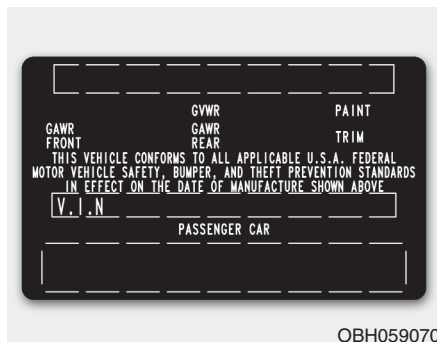 GVWR PAINT
GAWR FRONT GAWR REAR TRIM
THIS VEHICLE CONFORMS TO ALL APPLICABLE U.S.A. FEDERAL
MOTOR VEHICLE SAFETY, BUMPER, AND THEFT PREVENTION STANDARDS
IN EFFECT ON THE DATE OF MANUFACTURE SHOWN ABOVE
V.I.N
PASSENGER CAR
OBH059070